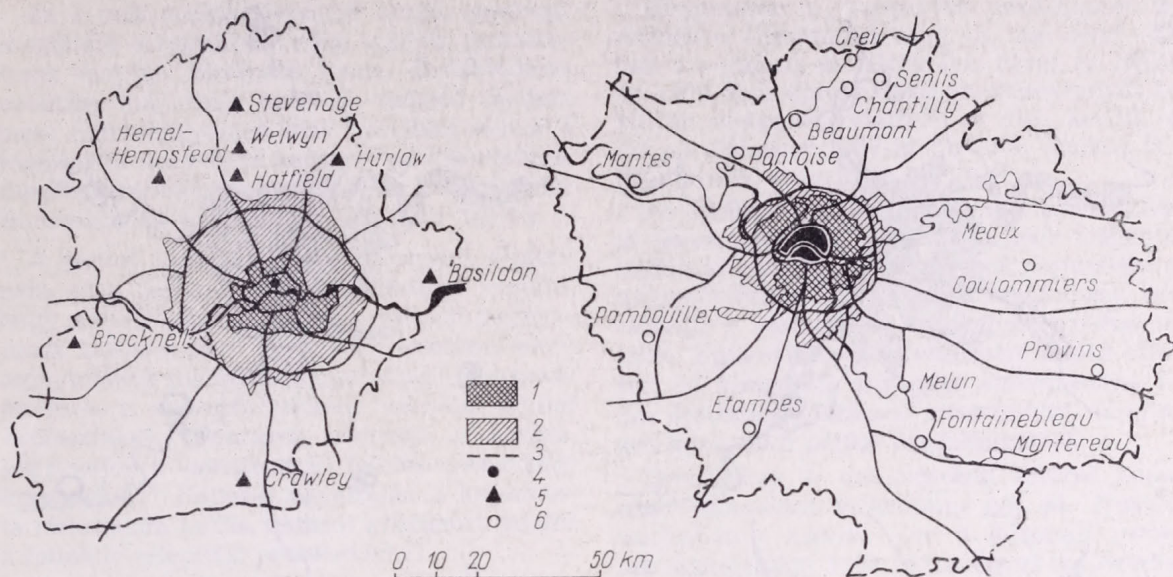 Stevenage
Welwyn
Hemel-
Hempstead
Harlow
Hatfield
Basildon
Bracknell
Crawley
1
2
3
4
5
6
0 10 20 50 km
Creil
Senlis
Chantilly
Beaumont
Pontoise
Mantes
Meaux
Coulommiers
Rambouillet
Provins
Melun
Etampes
Fontainebleau
Montereau